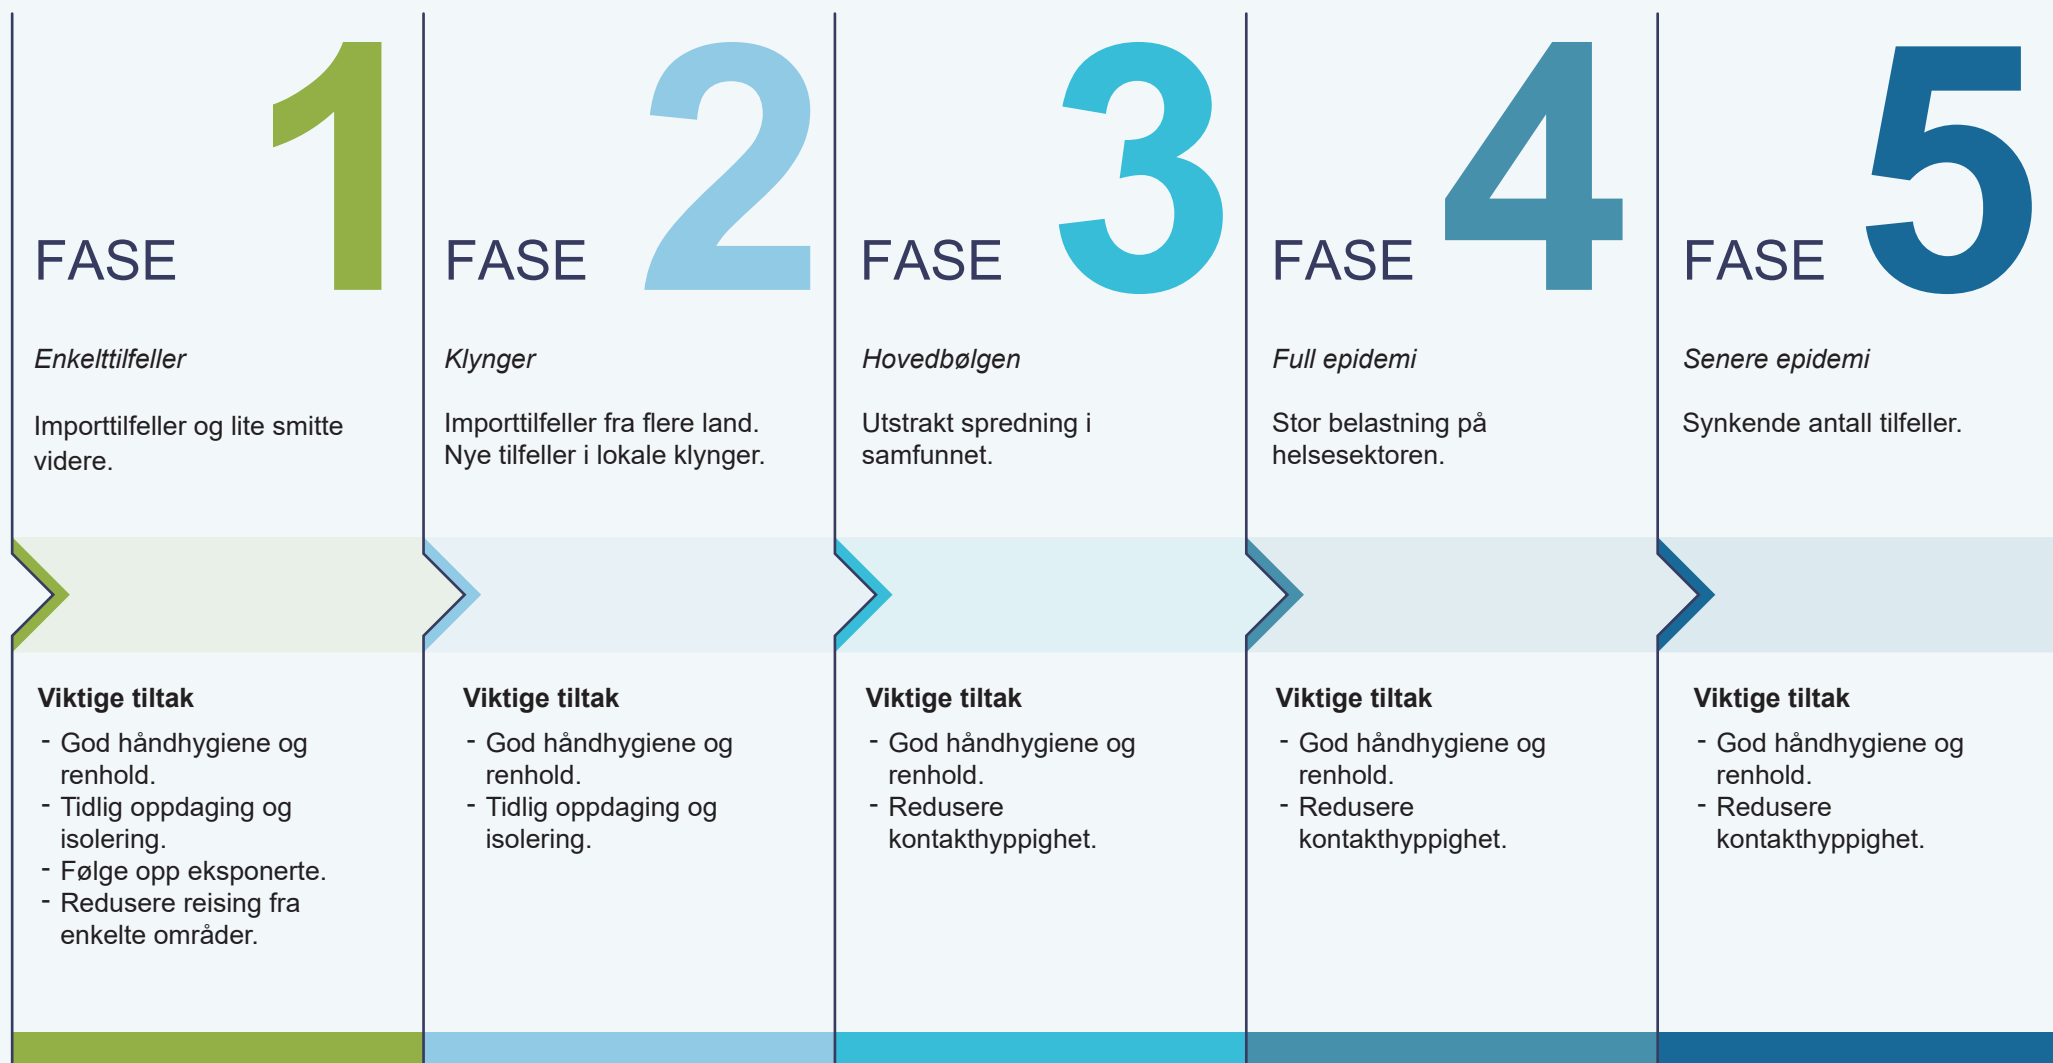 FASE 1
Enkelttilfeller
Importtilfeller og lite smitte
videre.
Viktige tiltak
- God håndhygiene og
renhold.
- Tidlig oppdaging og
isolering.
- Følge opp eksponerte.
- Redusere reising fra
enkelte områder.
FASE 2
Klynger
Importtilfeller fra flere land.
Nye tilfeller i lokale klynger.
Viktige tiltak
- God håndhygiene og
renhold.
- Tidlig oppdaging og
isolering.
FASE 3
Hovedbølgen
Utstrakt spredning i
samfunnet.
Viktige tiltak
- God håndhygiene og
renhold.
- Redusere
kontakthyppighet.
FASE 4
Full epidemi
Stor belastning på
helsesektoren.
Viktige tiltak
- God håndhygiene og
renhold.
- Redusere
kontakthyppighet.
FASE 5
Senere epidemi
Synkende antall tilfeller.
Viktige tiltak
- God håndhygiene og
renhold.
- Redusere
kontakthyppighet.